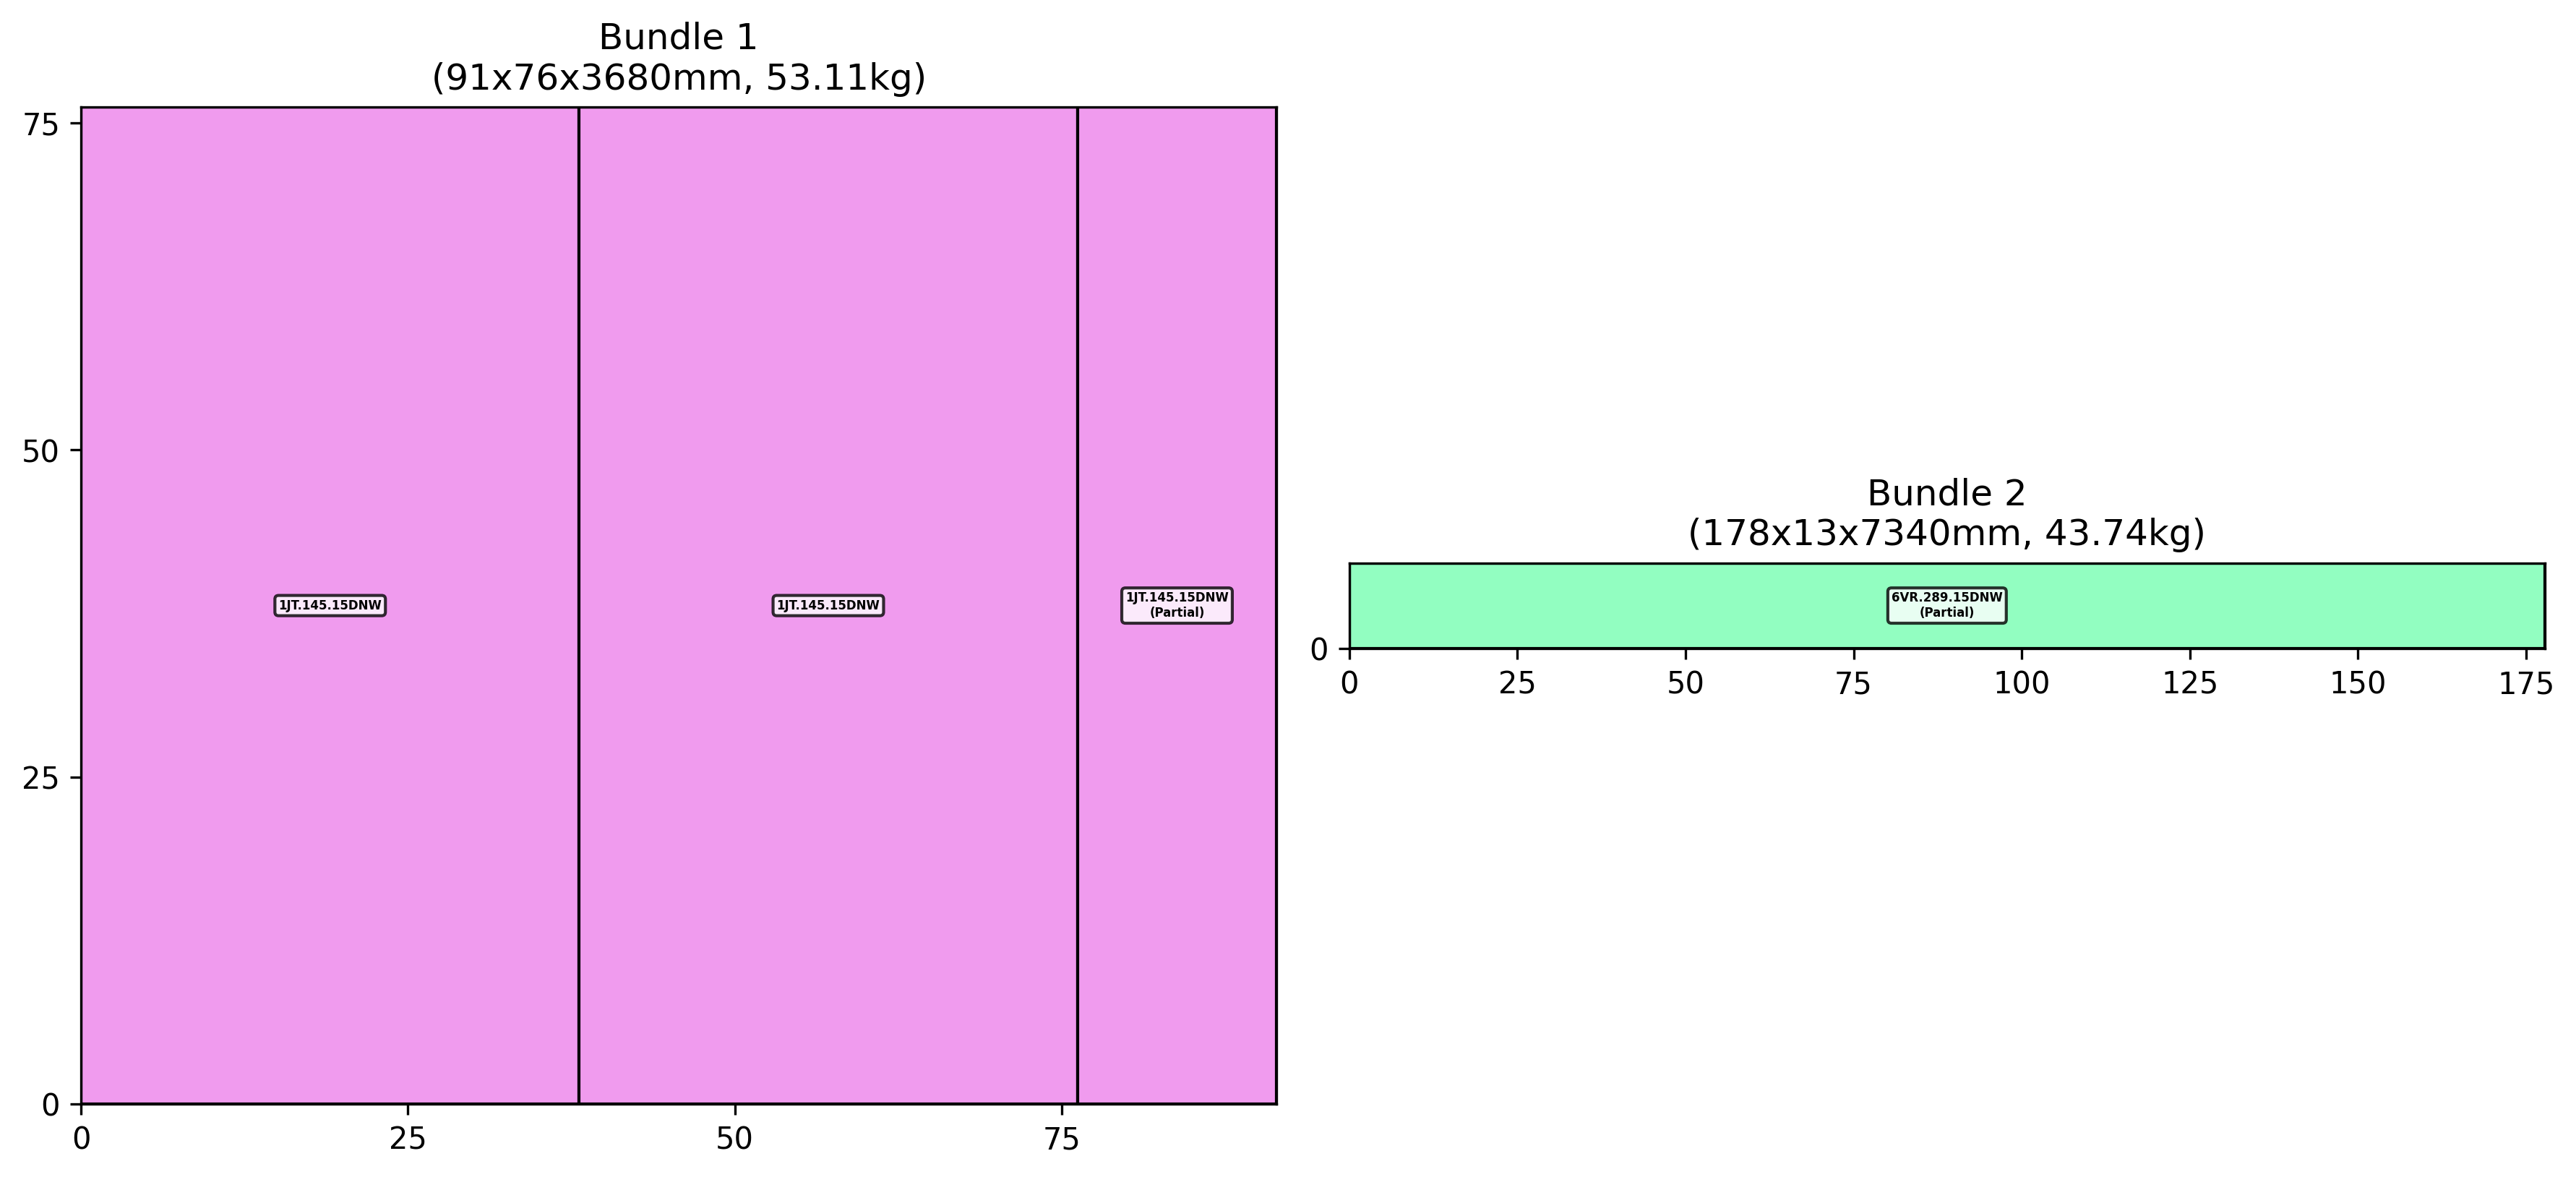 Bundle 1
(91x76x3680mm, 53.11kg)
75
50
25
0
0 25 50 75
1JT.145.15DNW
1JT.145.15DNW
1JT.145.15DNW
(Partial)
Bundle 2
(178x13x7340mm, 43.74kg)
6VR.289.15DNW
(Partial)
0
0 25 50 75 100 125 150 175